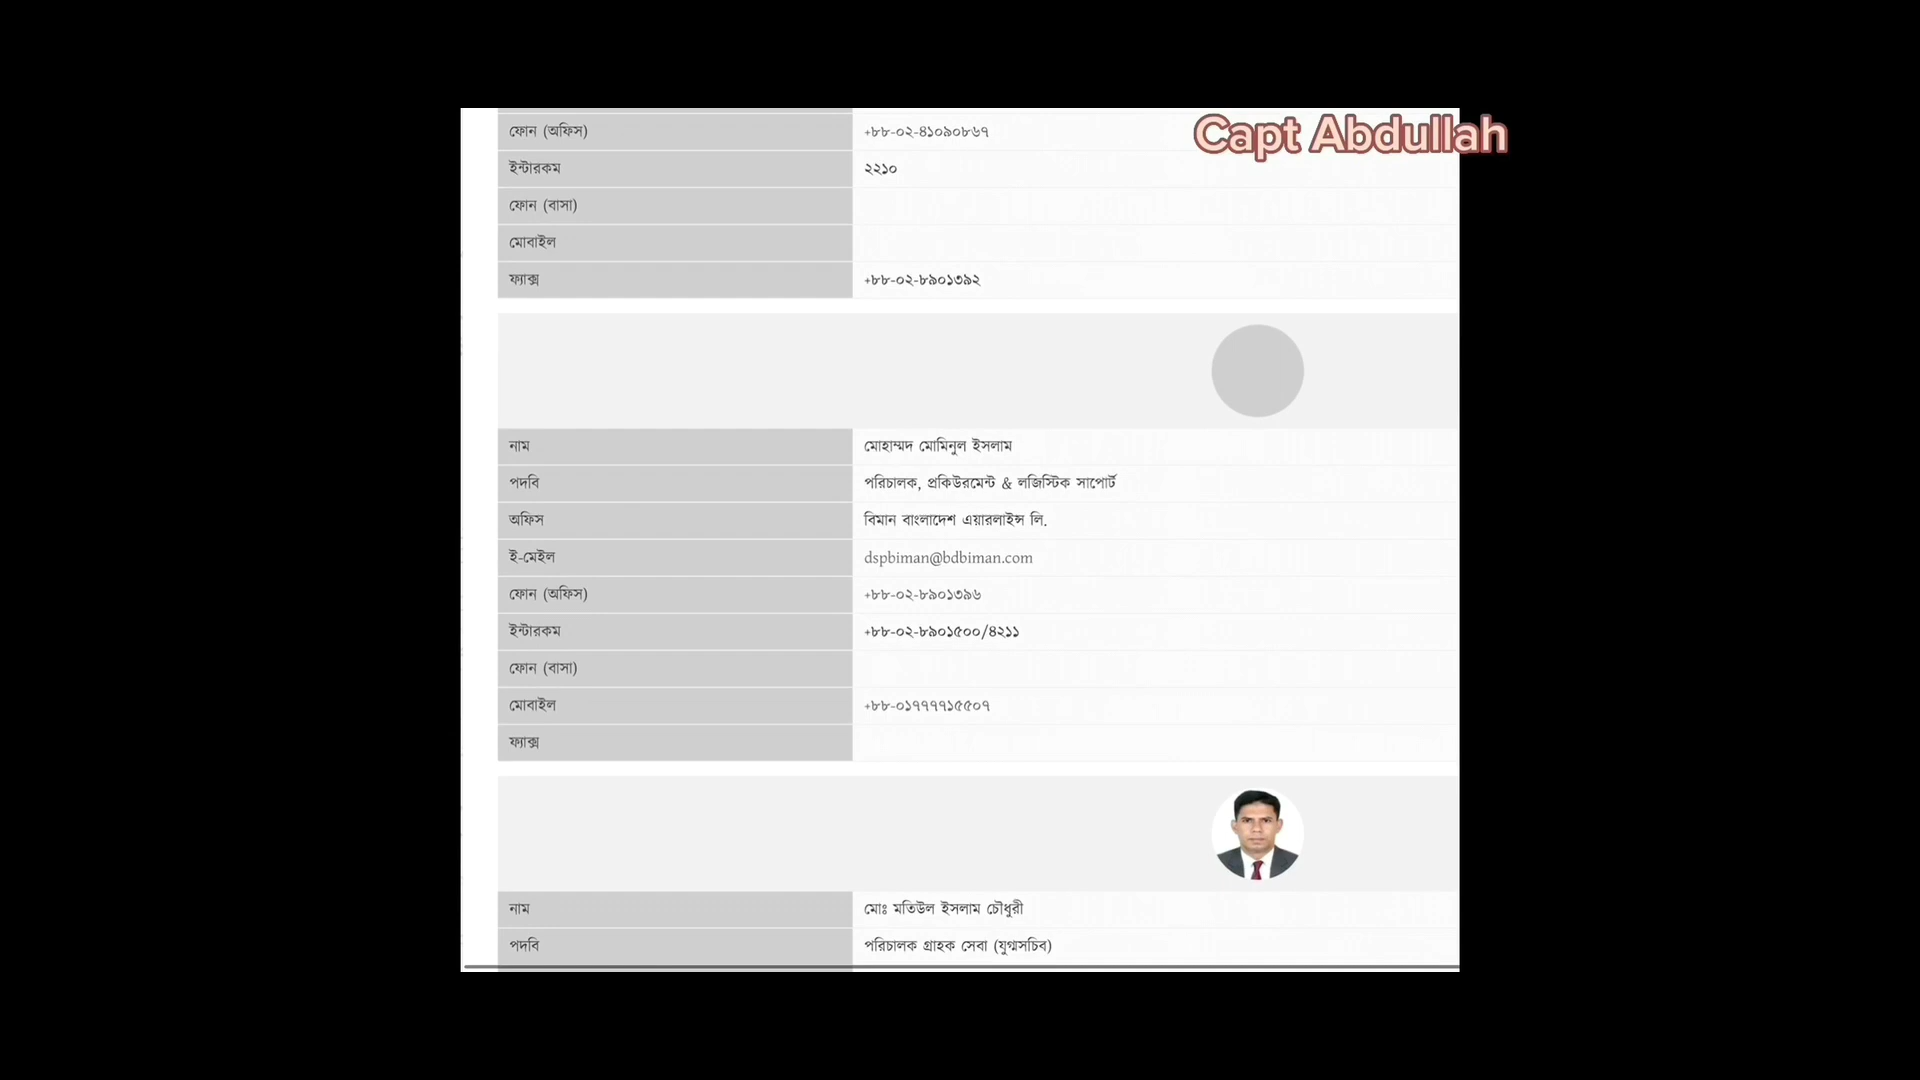 Capt Abdullah
ফোন (অফিস) +৮৮-০২-৪১০৯০৮৬৭
ইন্টারকম ২২১০
ফোন (বাসা)
মোবাইল
ফ্যাক্স +৮৮-০২-৮৯০১৩৯২
নাম মোহাম্মদ মোমিনুল ইসলাম
পদবি পরিচালক, প্রকিউরমেন্ট & লজিস্টিক সাপোর্ট
অফিস বিমান বাংলাদেশ এয়ারলাইন্স লি.
ই-মেইল dspbiman@bdbiman.com
ফোন (অফিস) +৮৮-০২-৮৯০১৩৯৬
ইন্টারকম +৮৮-০২-৮৯০১৫০০/৪২১১
ফোন (বাসা)
মোবাইল +৮৮-০১৭৭৭৭১৫৫০৭
ফ্যাক্স
নাম মোঃ মতিউল ইসলাম চৌধুরী
পদবি পরিচালক গ্রাহক সেবা (যুগ্মসচিব)